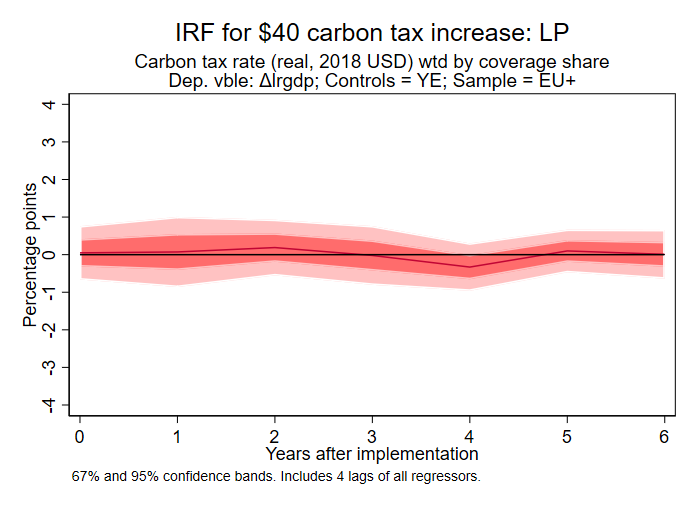 IRF for $40 carbon tax increase: LP
Carbon tax rate (real, 2018 USD) wtd by coverage share
Dep. vble: Δlrgdp; Controls = YE; Sample = EU+
Percentage points
4
3
2
1
0
-1
-2
-3
-4
0 1 2 3 4 5 6
Years after implementation
67% and 95% confidence bands. Includes 4 lags of all regressors.